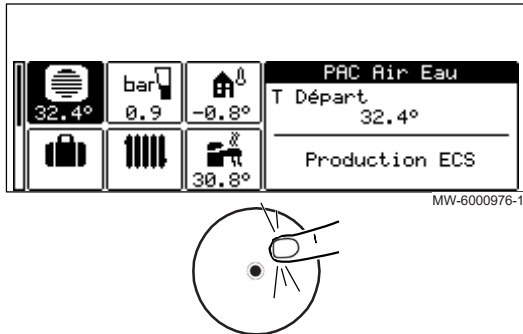 PAC Air Eau
T Départ
32.4°
Production ECS
32.4°
bar
0.9
-0.8°
30.8°
MW-6000976-1